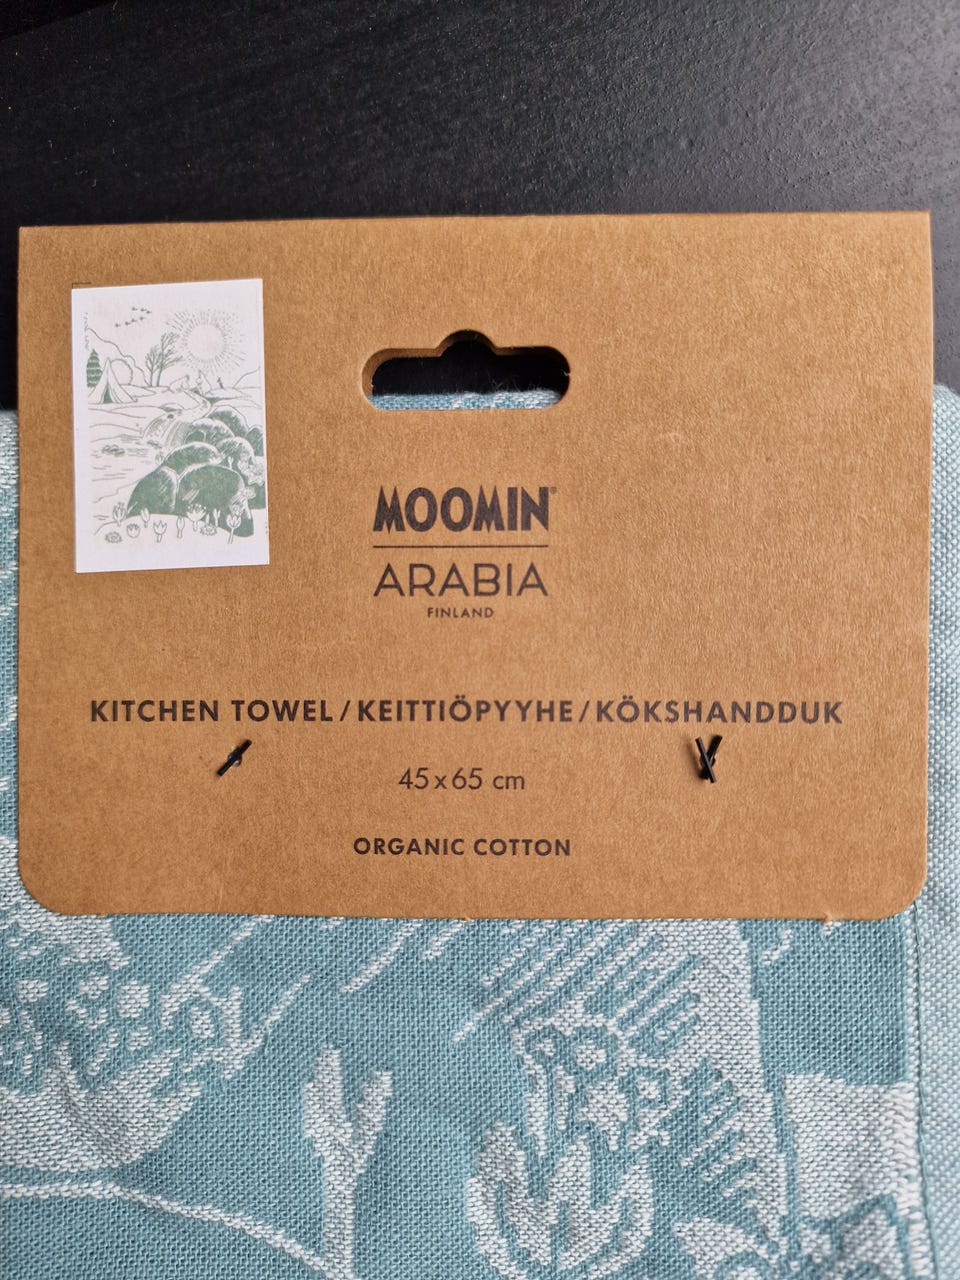 MOOMIN®
ARABIA
FINLAND
KITCHEN TOWEL/KEITTIÖPYYHE/KÖKSHANDDUK
45 x 65 cm
ORGANIC COTTON